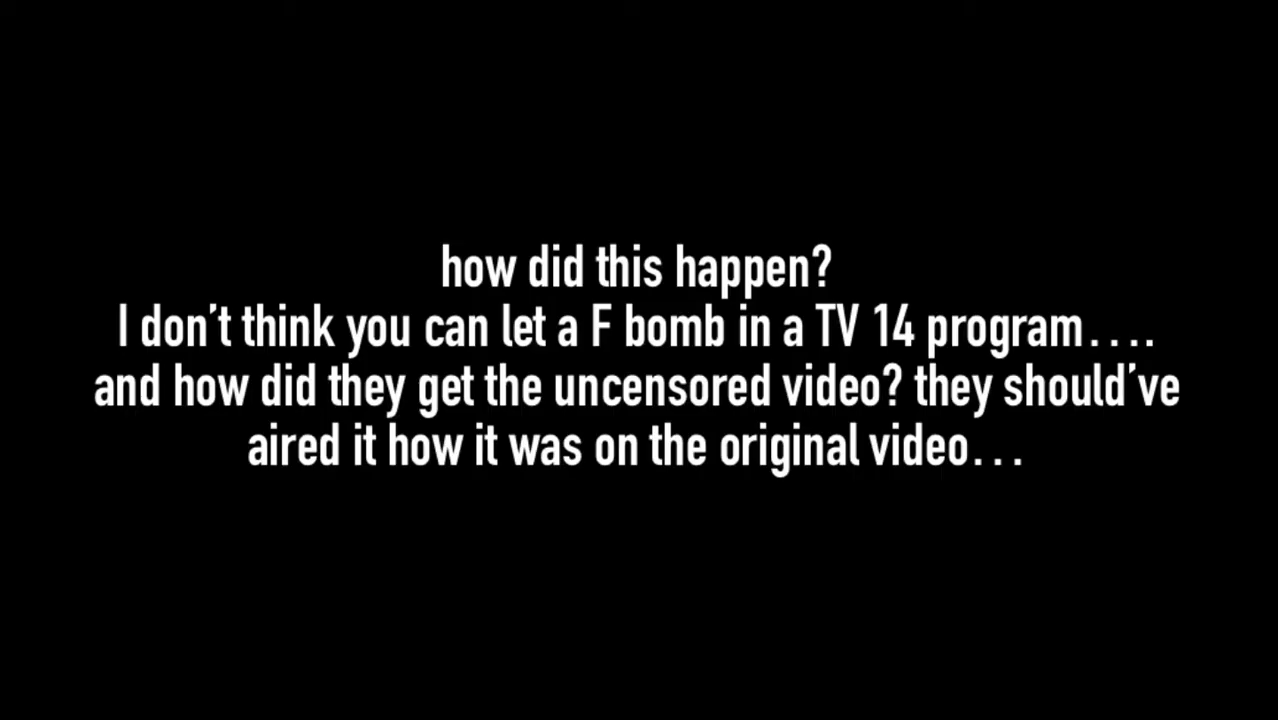 how did this happen?
I don’t think you can let a F bomb in a TV 14 program....
and how did they get the uncensored video? they should’ve
aired it how it was on the original video...